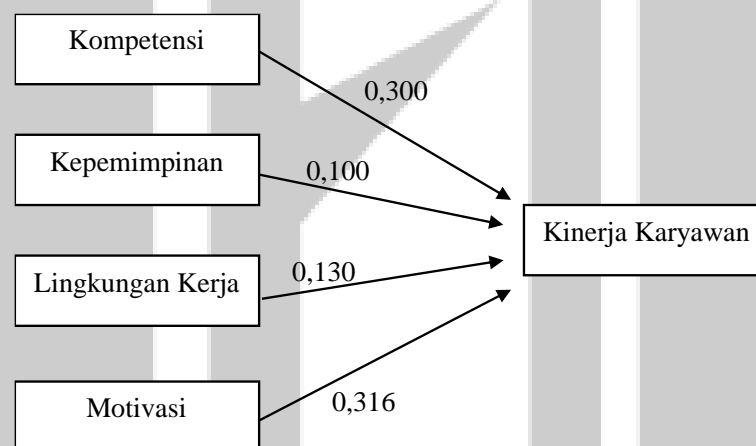 Kompetensi
0,300
Kepemimpinan
0,100
Kinerja Karyawan
Lingkungan Kerja
0,130
Motivasi
0,316